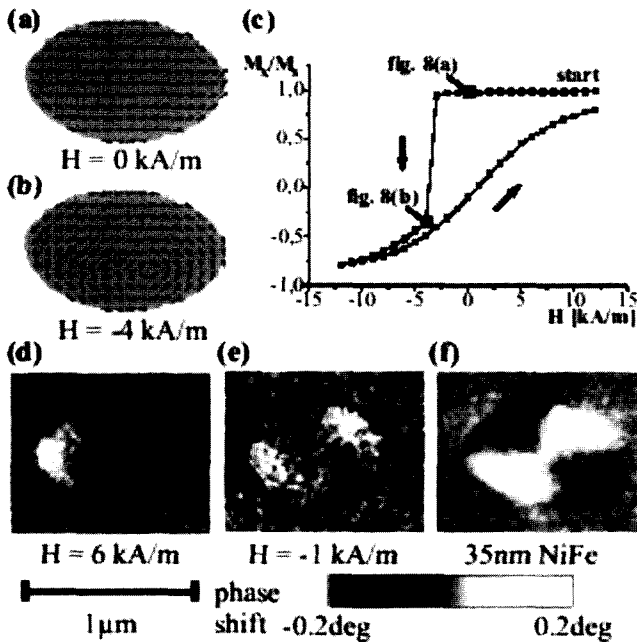 (a)
H = 0 kA/m
(b)
H = -4 kA/m
(c)
Mx/Ms
fig. 8(a)
start
1,0
0,5
0,0
fig. 8(b)
-0,5
-1,0
-15 -10 -5 0 5 10 15
H [kA/m]
(d) (e) (f)
H = 6 kA/m H = -1 kA/m 35nm NiFe
1μm
phase
shift -0.2deg 0.2deg